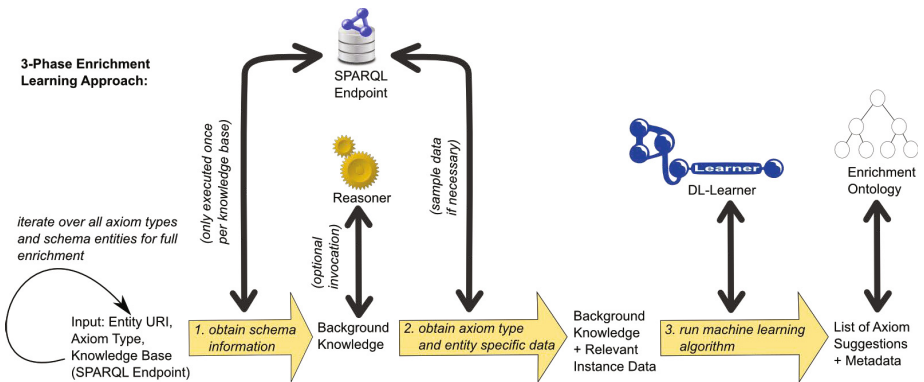 3-Phase Enrichment
Learning Approach:
SPARQL
Endpoint
(only executed once
per knowledge base)
Reasoner
(optional
invocation)
(sample data
if necessary)
Learner
DL-Learner
Enrichment
Ontology
iterate over all axiom types
and schema entities for full
enrichment
Input: Entity URI,
Axiom Type,
Knowledge Base
(SPARQL Endpoint)
1. obtain schema
information
Background
Knowledge
2. obtain axiom type
and entity specific data
Background
Knowledge
+ Relevant
Instance Data
3. run machine learning
algorithm
List of Axiom
Suggestions
+ Metadata